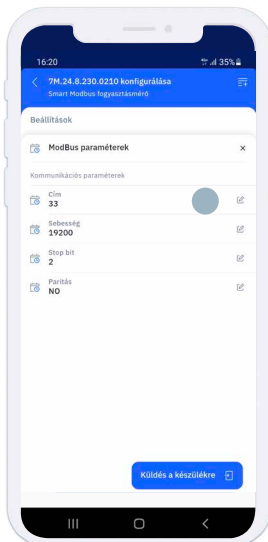 16:20
35%
7M.24.8.230.0210 konfigurálása
Smart Modbus fogyasztásmérő
Beállítások
ModBus paraméterek
Kommunikációs paraméterek
Cím
33
Sebesség
19200
Stop bit
2
Paritás
NO
Küldés a készülékre